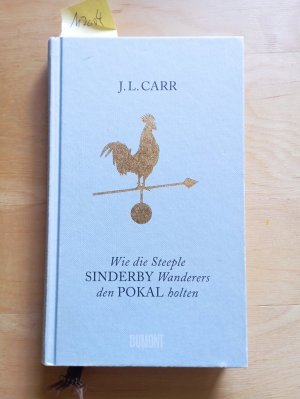 J. L. CARR
Wie die Steeple
SINDERBY Wanderers
den POKAL holten
DUMONT